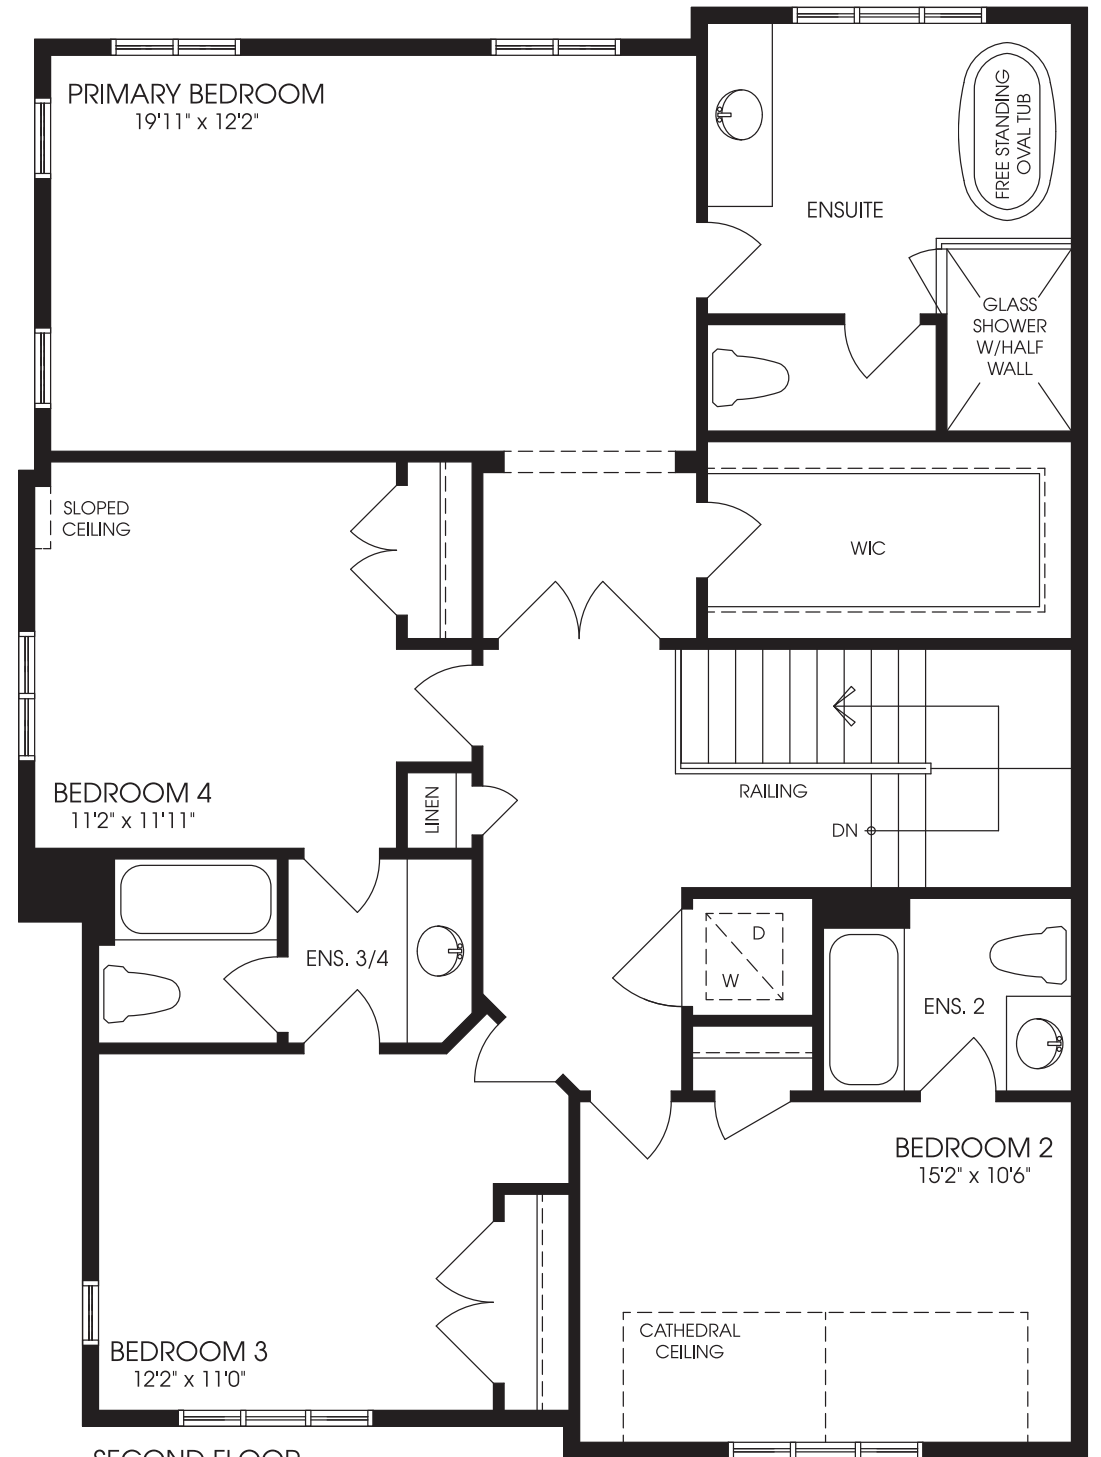 PRIMARY BEDROOM
19'11" x 12'2"
FREE STANDING
OVAL TUB
ENSUITE
GLASS
SHOWER
W/HALF
WALL
SLOPED
CEILING
WIC
BEDROOM 4
11'2" x 11'11"
LINEN
RAILING
DN
D
W
ENS. 3/4
ENS. 2
BEDROOM 2
15'2" x 10'6"
CATHEDRAL
CEILING
BEDROOM 3
12'2" x 11'0"
SECOND FLOOR